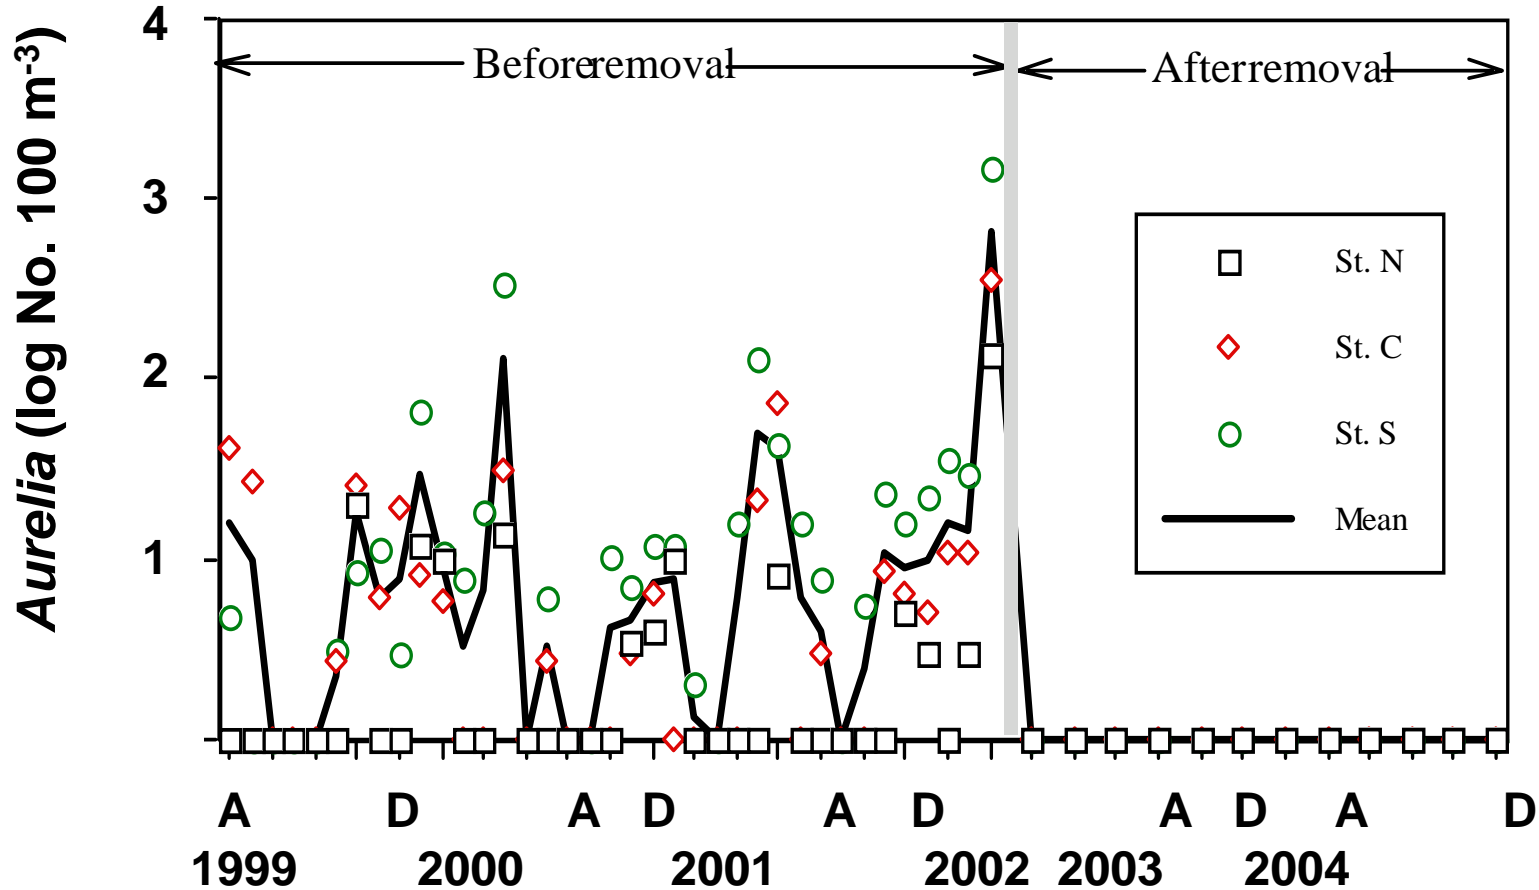 Aurelia (log No. 100 m-3)
4
3
2
1
Beforeremoval
Afterremoval
St. N
St. C
St. S
Mean
A D A D A D A D A D
1999 2000 2001 2002 2003 2004